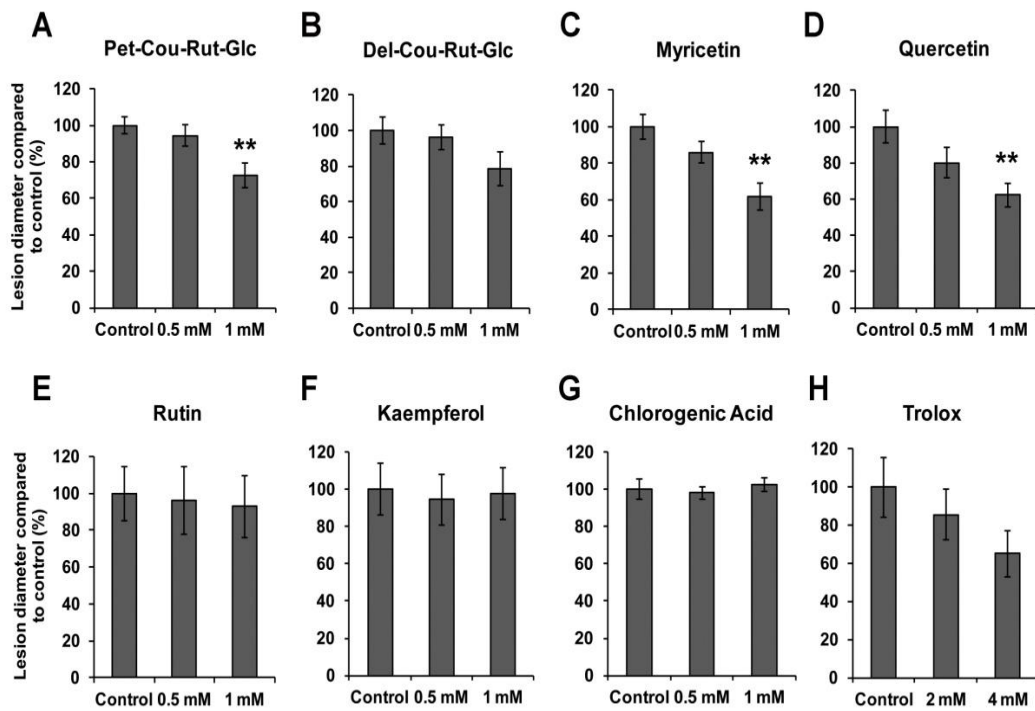 A
Pet-Cou-Rut-Glc
Lesion diameter compared
to control (%)
120
100
80
60
40
20
0
**
Control 0.5 mM 1 mM
B
Del-Cou-Rut-Glc
120
100
80
60
40
20
0
Control 0.5 mM 1 mM
C
Myricetin
120
100
80
60
40
20
0
**
Control 0.5 mM 1 mM
D
Quercetin
120
100
80
60
40
20
0
**
Control 0.5 mM 1 mM
E
Rutin
Lesion diameter compared
to control (%)
120
100
80
60
40
20
0
Control 0.5 mM 1 mM
F
Kaempferol
120
100
80
60
40
20
0
Control 0.5 mM 1 mM
G
Chlorogenic Acid
120
100
80
60
40
20
0
Control 0.5 mM 1 mM
H
Trolox
120
100
80
60
40
20
0
Control 2 mM 4 mM